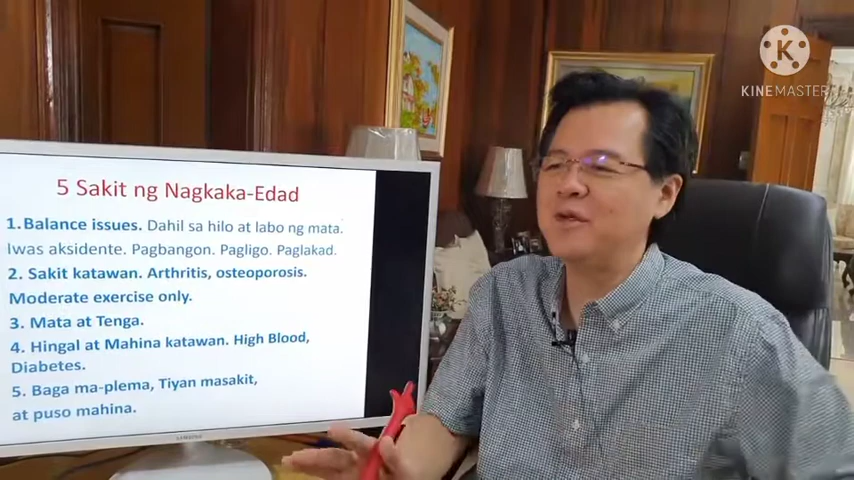 KINEMASTER
5 Sakit ng Nagkaka-Edad
1.Balance issues. Dahil sa hilo at labo ng mata.
Iwas aksidente. Pagbangon. Pagligo. Paglakad.
2. Sakit katawan. Arthritis, osteoporosis.
Moderate exercise only.
3. Mata at Tenga.
4. Hingal at Mahina katawan. High Blood,
Diabetes.
5. Baga ma-plema, Tiyan masakit,
at puso mahina.
SAMSUNG